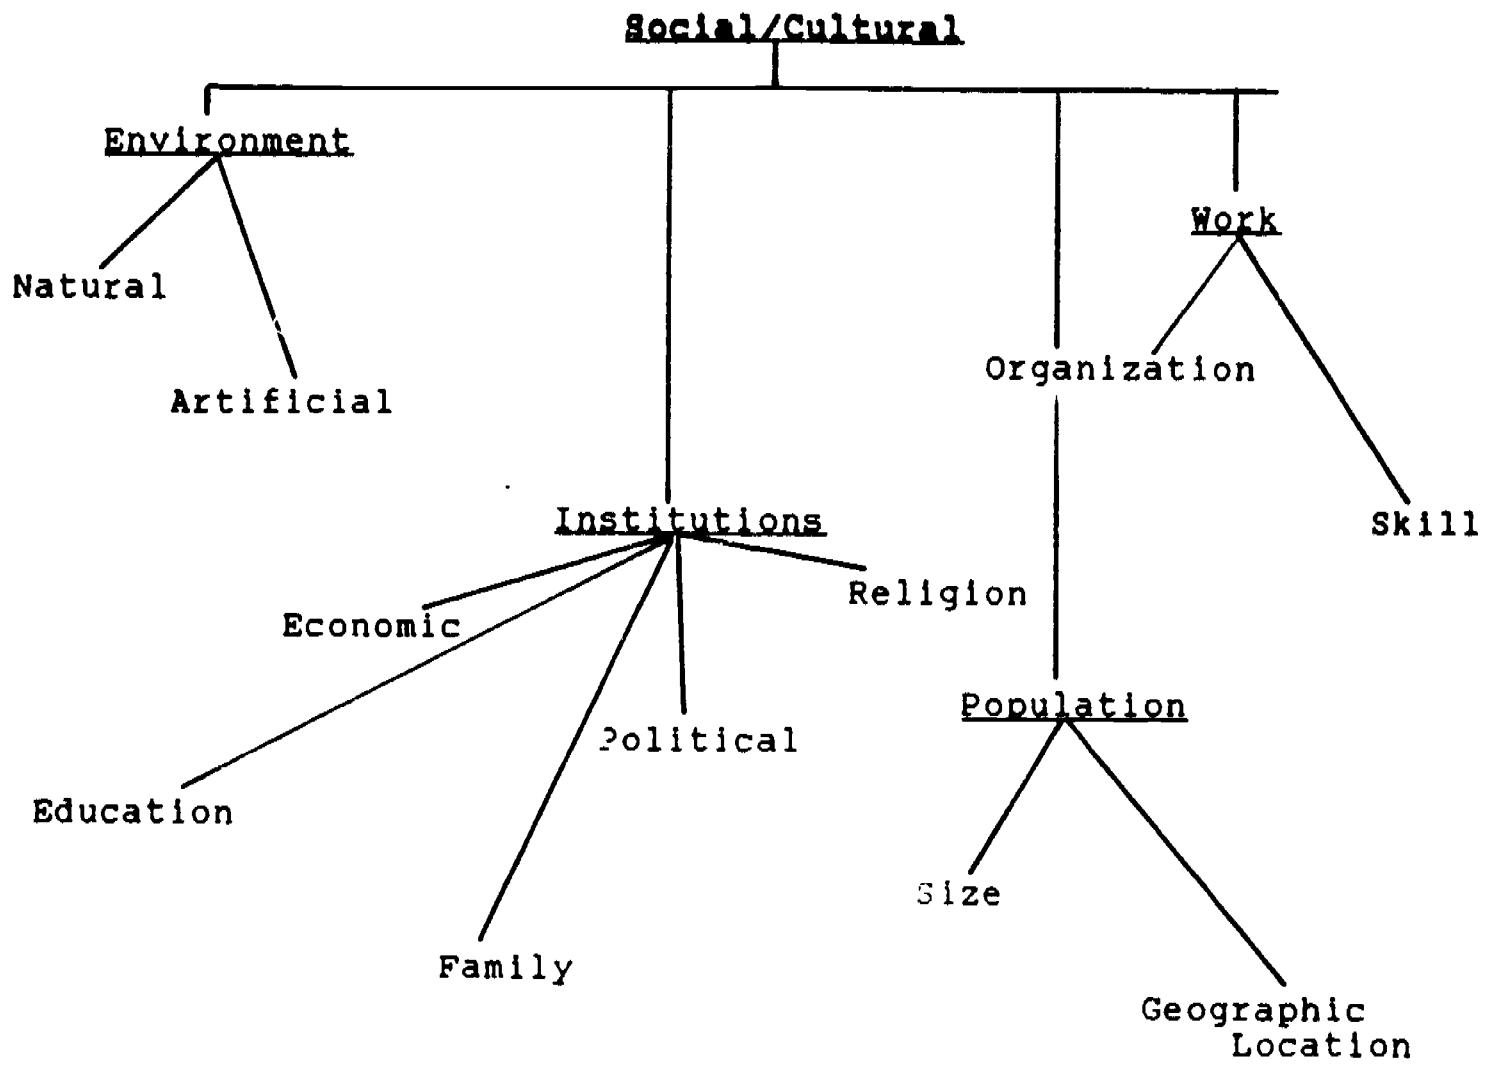 Social/Cultural
Environment
Work
Natural
Organization
Artificial
Institutions
Skill
Religion
Economic
Population
Political
Education
Size
Family
Geographic
Location